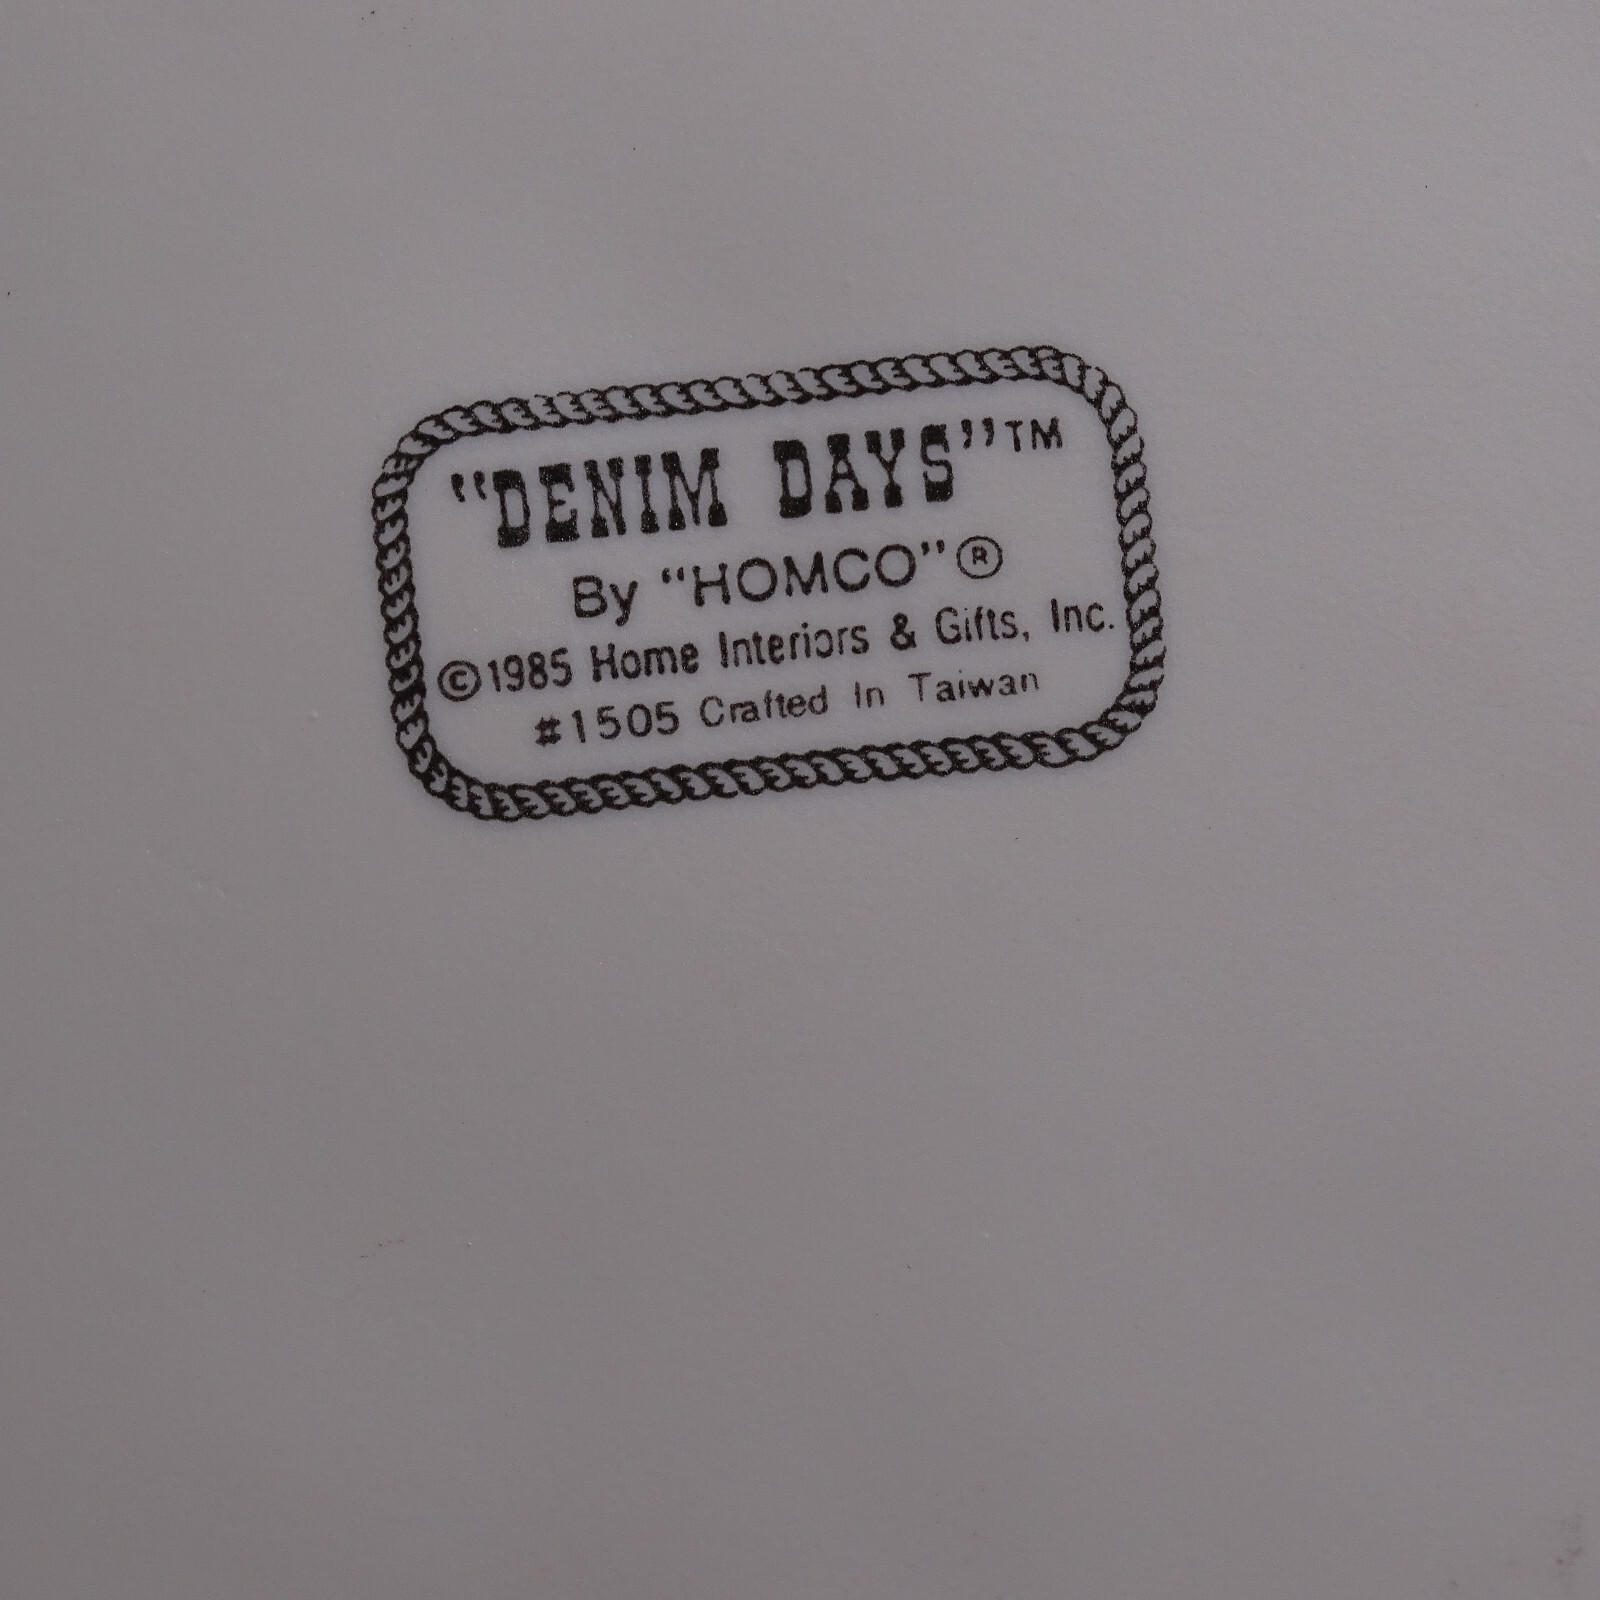 "DENIM DAYS"™
By "HOMCO"®
©1985 Home Interiors & Gifts, Inc.
#1505 Crafted In Taiwan